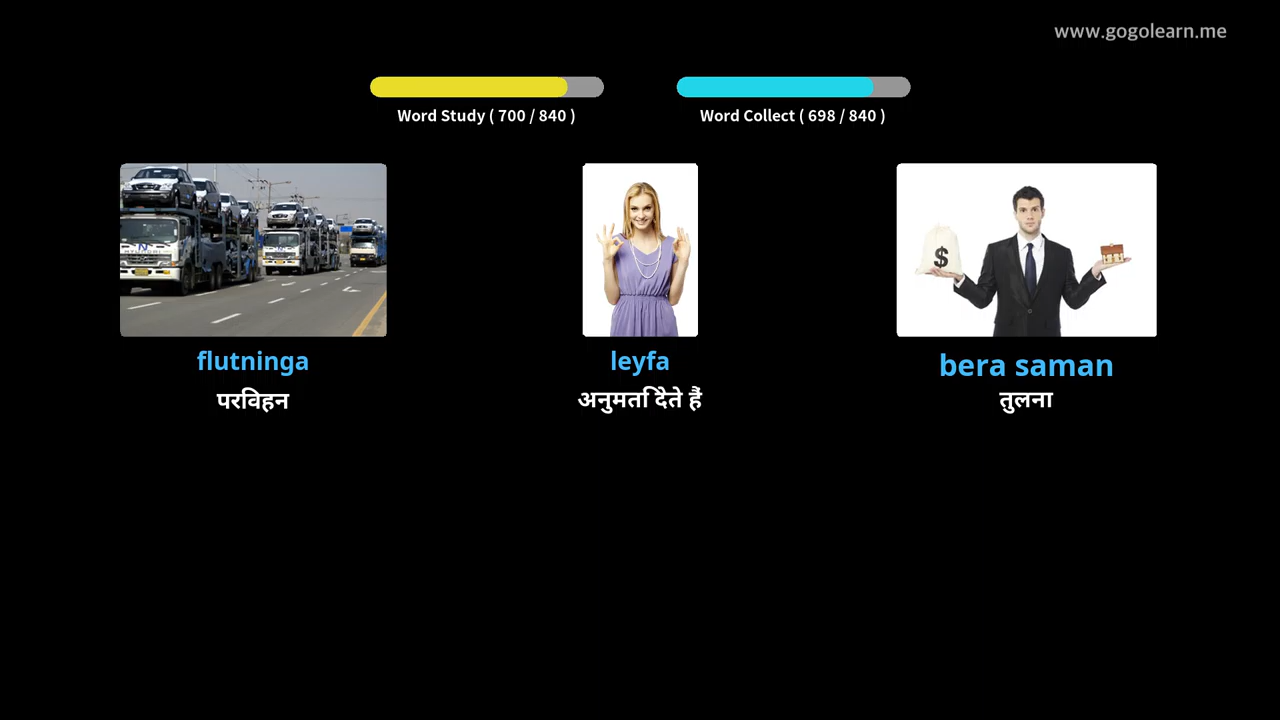 www.gogolearn.me
Word Study ( 700 / 840 )
Word Collect ( 698 / 840 )
flutninga
leyfa
bera saman
परविहन
अनुमति देते हैं
तुलना
$